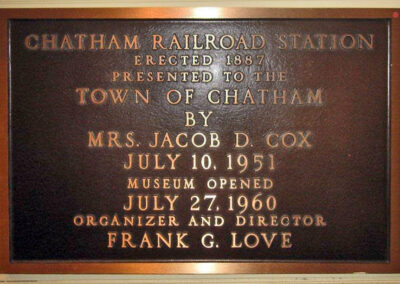 CHATHAM RAILROAD STATION
ERECTED 1887
PRESENTED TO THE
TOWN OF CHATHAM
BY
MRS. JACOB D. COX
JULY 10, 1951
MUSEUM OPENED
JULY 27, 1960
ORGANIZER AND DIRECTOR
FRANK G. LOVE